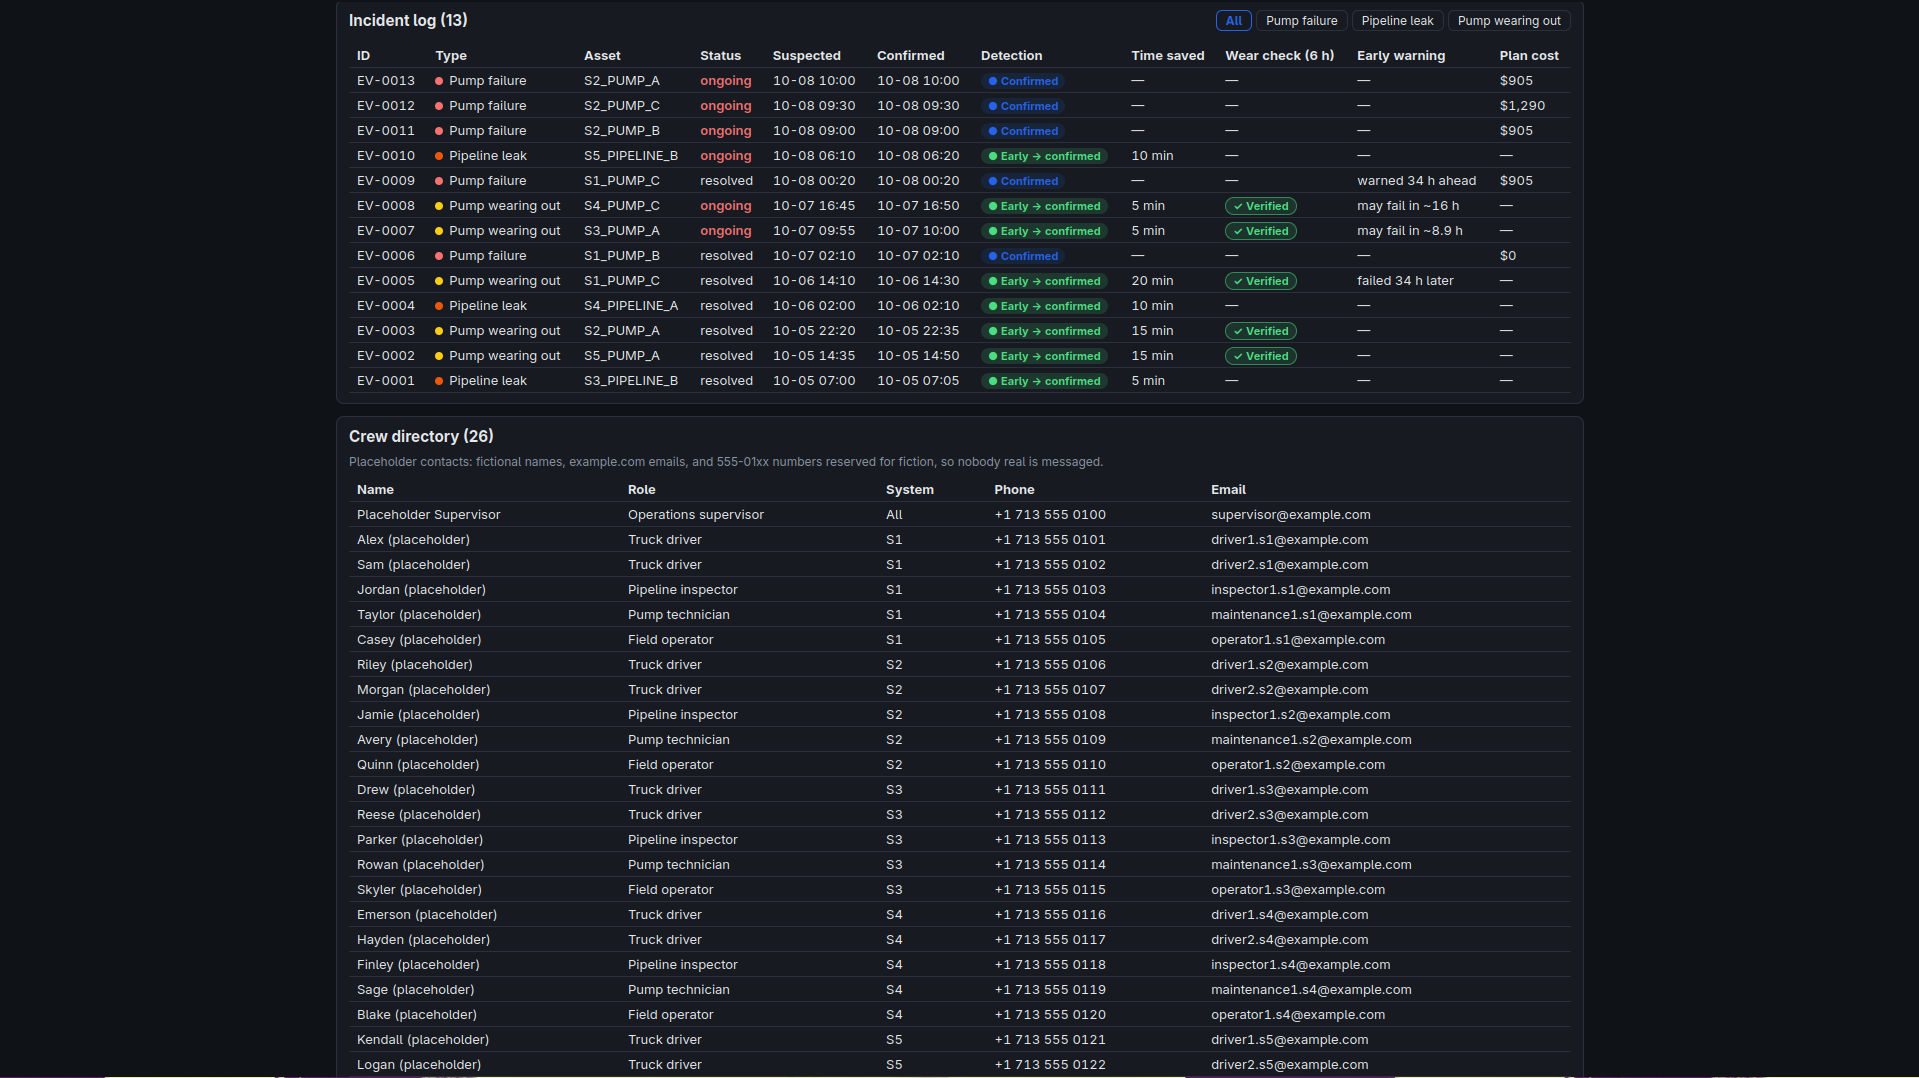 Incident log (13) All Pump failure Pipeline leak Pump wearing out
ID Type Asset Status Suspected Confirmed Detection Time saved Wear check (6 h) Early warning Plan cost
EV-0013 Pump failure S2_PUMP_A ongoing 10-08 10:00 10-08 10:00 Confirmed — — — $905
EV-0012 Pump failure S2_PUMP_C ongoing 10-08 09:30 10-08 09:30 Confirmed — — — $1,290
EV-0011 Pump failure S2_PUMP_B ongoing 10-08 09:00 10-08 09:00 Confirmed — — — $905
EV-0010 Pipeline leak S5_PIPELINE_B ongoing 10-08 06:10 10-08 06:20 Early → confirmed 10 min — — —
EV-0009 Pump failure S1_PUMP_C resolved 10-08 00:20 10-08 00:20 Confirmed — — warned 34 h ahead $905
EV-0008 Pump wearing out S4_PUMP_C ongoing 10-07 16:45 10-07 16:50 Early → confirmed 5 min ✓ Verified may fail in ~16 h —
EV-0007 Pump wearing out S3_PUMP_A ongoing 10-07 09:55 10-07 10:00 Early → confirmed 5 min ✓ Verified may fail in ~8.9 h —
EV-0006 Pump failure S1_PUMP_B resolved 10-07 02:10 10-07 02:10 Confirmed — — — $0
EV-0005 Pump wearing out S1_PUMP_C resolved 10-06 14:10 10-06 14:30 Early → confirmed 20 min ✓ Verified failed 34 h later —
EV-0004 Pipeline leak S4_PIPELINE_A resolved 10-06 02:00 10-06 02:10 Early → confirmed 10 min — — —
EV-0003 Pump wearing out S2_PUMP_A resolved 10-05 22:20 10-05 22:35 Early → confirmed 15 min ✓ Verified — —
EV-0002 Pump wearing out S5_PUMP_A resolved 10-05 14:35 10-05 14:50 Early → confirmed 15 min ✓ Verified — —
EV-0001 Pipeline leak S3_PIPELINE_B resolved 10-05 07:00 10-05 07:05 Early → confirmed 5 min — — —
Crew directory (26)
Placeholder contacts: fictional names, example.com emails, and 555-01xx numbers reserved for fiction, so nobody real is messaged.
Name Role System Phone Email
Placeholder Supervisor Operations supervisor All +1 713 555 0100 supervisor@example.com
Alex (placeholder) Truck driver S1 +1 713 555 0101 driver1.s1@example.com
Sam (placeholder) Truck driver S1 +1 713 555 0102 driver2.s1@example.com
Jordan (placeholder) Pipeline inspector S1 +1 713 555 0103 inspector1.s1@example.com
Taylor (placeholder) Pump technician S1 +1 713 555 0104 maintenance1.s1@example.com
Casey (placeholder) Field operator S1 +1 713 555 0105 operator1.s1@example.com
Riley (placeholder) Truck driver S2 +1 713 555 0106 driver1.s2@example.com
Morgan (placeholder) Truck driver S2 +1 713 555 0107 driver2.s2@example.com
Jamie (placeholder) Pipeline inspector S2 +1 713 555 0108 inspector1.s2@example.com
Avery (placeholder) Pump technician S2 +1 713 555 0109 maintenance1.s2@example.com
Quinn (placeholder) Field operator S2 +1 713 555 0110 operator1.s2@example.com
Drew (placeholder) Truck driver S3 +1 713 555 0111 driver1.s3@example.com
Reese (placeholder) Truck driver S3 +1 713 555 0112 driver2.s3@example.com
Parker (placeholder) Pipeline inspector S3 +1 713 555 0113 inspector1.s3@example.com
Rowan (placeholder) Pump technician S3 +1 713 555 0114 maintenance1.s3@example.com
Skyler (placeholder) Field operator S3 +1 713 555 0115 operator1.s3@example.com
Emerson (placeholder) Truck driver S4 +1 713 555 0116 driver1.s4@example.com
Hayden (placeholder) Truck driver S4 +1 713 555 0117 driver2.s4@example.com
Finley (placeholder) Pipeline inspector S4 +1 713 555 0118 inspector1.s4@example.com
Sage (placeholder) Pump technician S4 +1 713 555 0119 maintenance1.s4@example.com
Blake (placeholder) Field operator S4 +1 713 555 0120 operator1.s4@example.com
Kendall (placeholder) Truck driver S5 +1 713 555 0121 driver1.s5@example.com
Logan (placeholder) Truck driver S5 +1 713 555 0122 driver2.s5@example.com